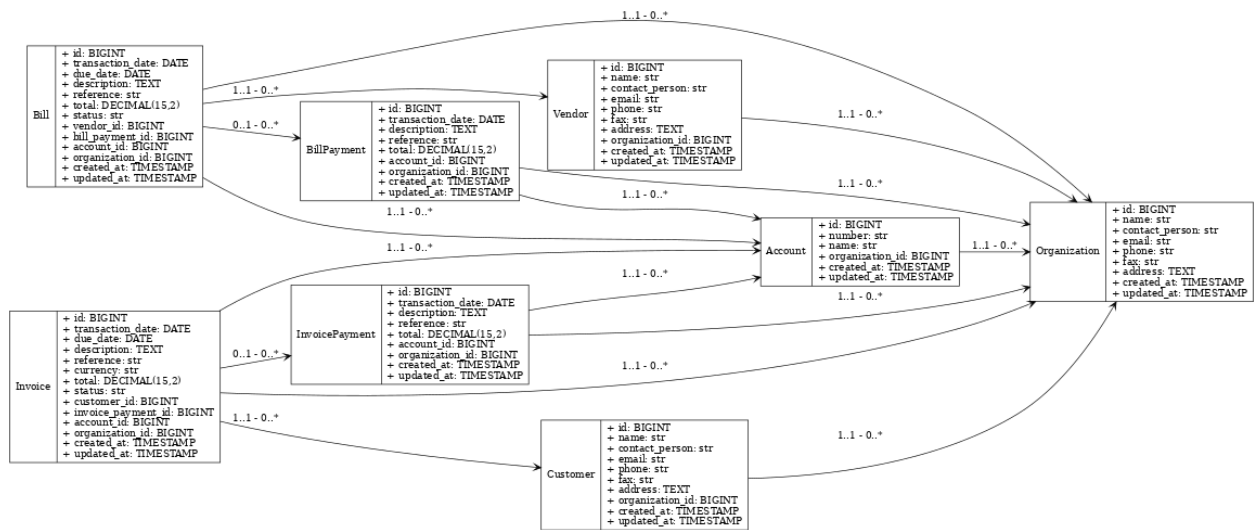 1..1 - 0..*
Bill
+ id: BIGINT
+ transaction_date: DATE
+ due_date: DATE
+ description: TEXT
+ reference: str
+ total: DECIMAL(15,2)
+ status: str
+ vendor_id: BIGINT
+ bill_payment_id: BIGINT
+ account_id: BIGINT
+ organization_id: BIGINT
+ created_at: TIMESTAMP
+ updated_at: TIMESTAMP
1..1 - 0..*
0..1 - 0..*
1..1 - 0..*
BillPayment
+ id: BIGINT
+ transaction_date: DATE
+ description: TEXT
+ reference: str
+ total: DECIMAL(15,2)
+ account_id: BIGINT
+ organization_id: BIGINT
+ created_at: TIMESTAMP
+ updated_at: TIMESTAMP
Vendor
+ id: BIGINT
+ name: str
+ contact_person: str
+ email: str
+ phone: str
+ fax: str
+ address: TEXT
+ organization_id: BIGINT
+ created_at: TIMESTAMP
+ updated_at: TIMESTAMP
1..1 - 0..*
1..1 - 0..*
1..1 - 0..*
Account
+ id: BIGINT
+ number: str
+ name: str
+ organization_id: BIGINT
+ created_at: TIMESTAMP
+ updated_at: TIMESTAMP
1..1 - 0..*
Organization
+ id: BIGINT
+ name: str
+ contact_person: str
+ email: str
+ phone: str
+ fax: str
+ address: TEXT
+ created_at: TIMESTAMP
+ updated_at: TIMESTAMP
Invoice
+ id: BIGINT
+ transaction_date: DATE
+ due_date: DATE
+ description: TEXT
+ reference: str
+ currency: str
+ total: DECIMAL(15,2)
+ status: str
+ customer_id: BIGINT
+ invoice_payment_id: BIGINT
+ account_id: BIGINT
+ organization_id: BIGINT
+ created_at: TIMESTAMP
+ updated_at: TIMESTAMP
1..1 - 0..*
0..1 - 0..*
1..1 - 0..*
InvoicePayment
+ id: BIGINT
+ transaction_date: DATE
+ description: TEXT
+ reference: str
+ total: DECIMAL(15,2)
+ account_id: BIGINT
+ organization_id: BIGINT
+ created_at: TIMESTAMP
+ updated_at: TIMESTAMP
1..1 - 0..*
1..1 - 0..*
1..1 - 0..*
Customer
+ id: BIGINT
+ name: str
+ contact_person: str
+ email: str
+ phone: str
+ fax: str
+ address: TEXT
+ organization_id: BIGINT
+ created_at: TIMESTAMP
+ updated_at: TIMESTAMP
1..1 - 0..*